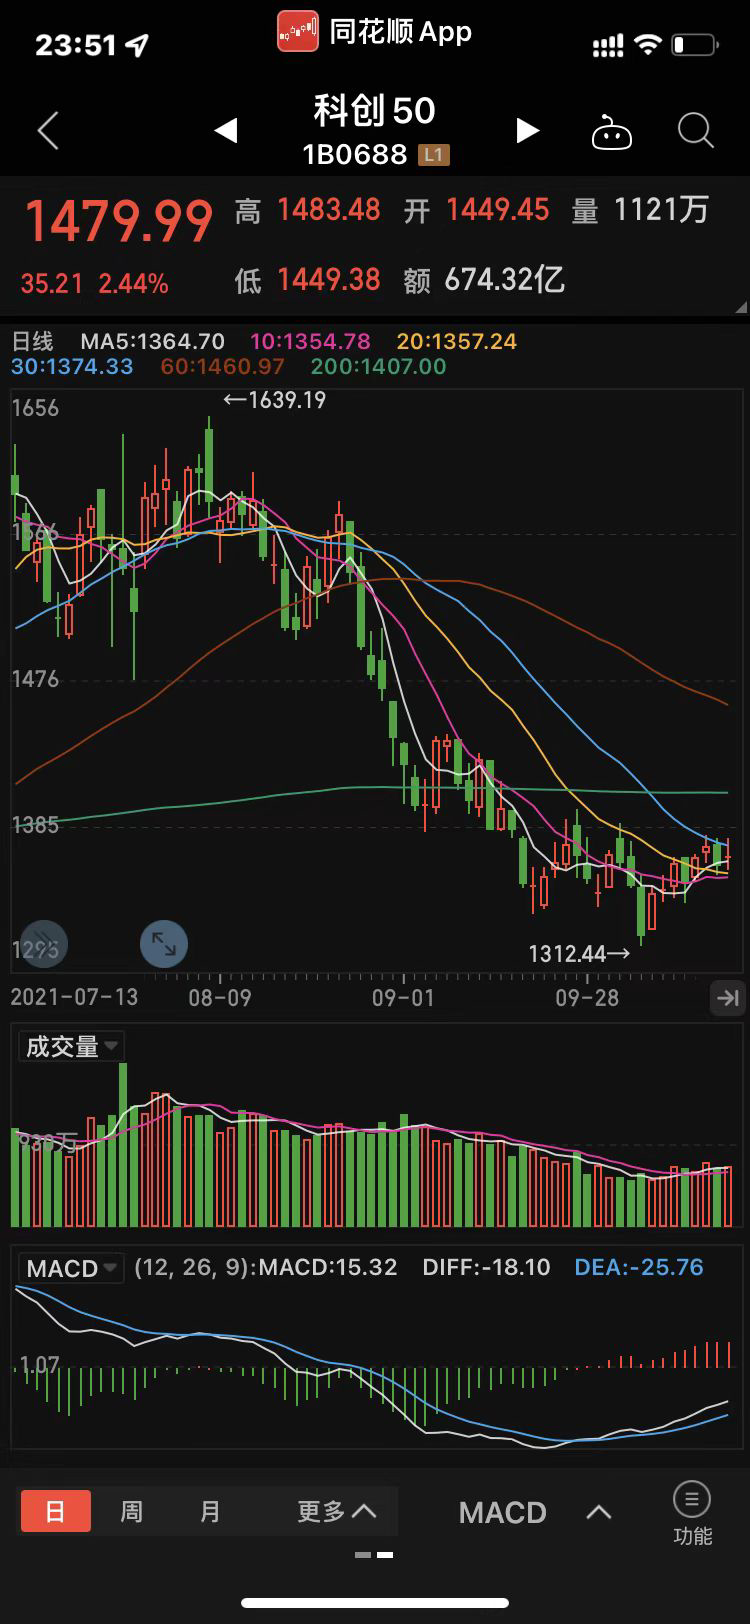 23:51
同花顺App
科创50
1B0688 L1
1479.99 高 1483.48 开 1449.45 量 1121万
35.21 2.44% 低 1449.38 额 674.32亿
日线 MA5:1364.70 10:1354.78 20:1357.24
30:1374.33 60:1460.97 200:1407.00
1656
←1639.19
1566
1476
1385
1295
1312.44→
2021-07-13 08-09 09-01 09-28
成交量
930万
MACD (12, 26, 9):MACD:15.32 DIFF:-18.10 DEA:-25.76
1.07
日 周 月 更多 MACD
功能